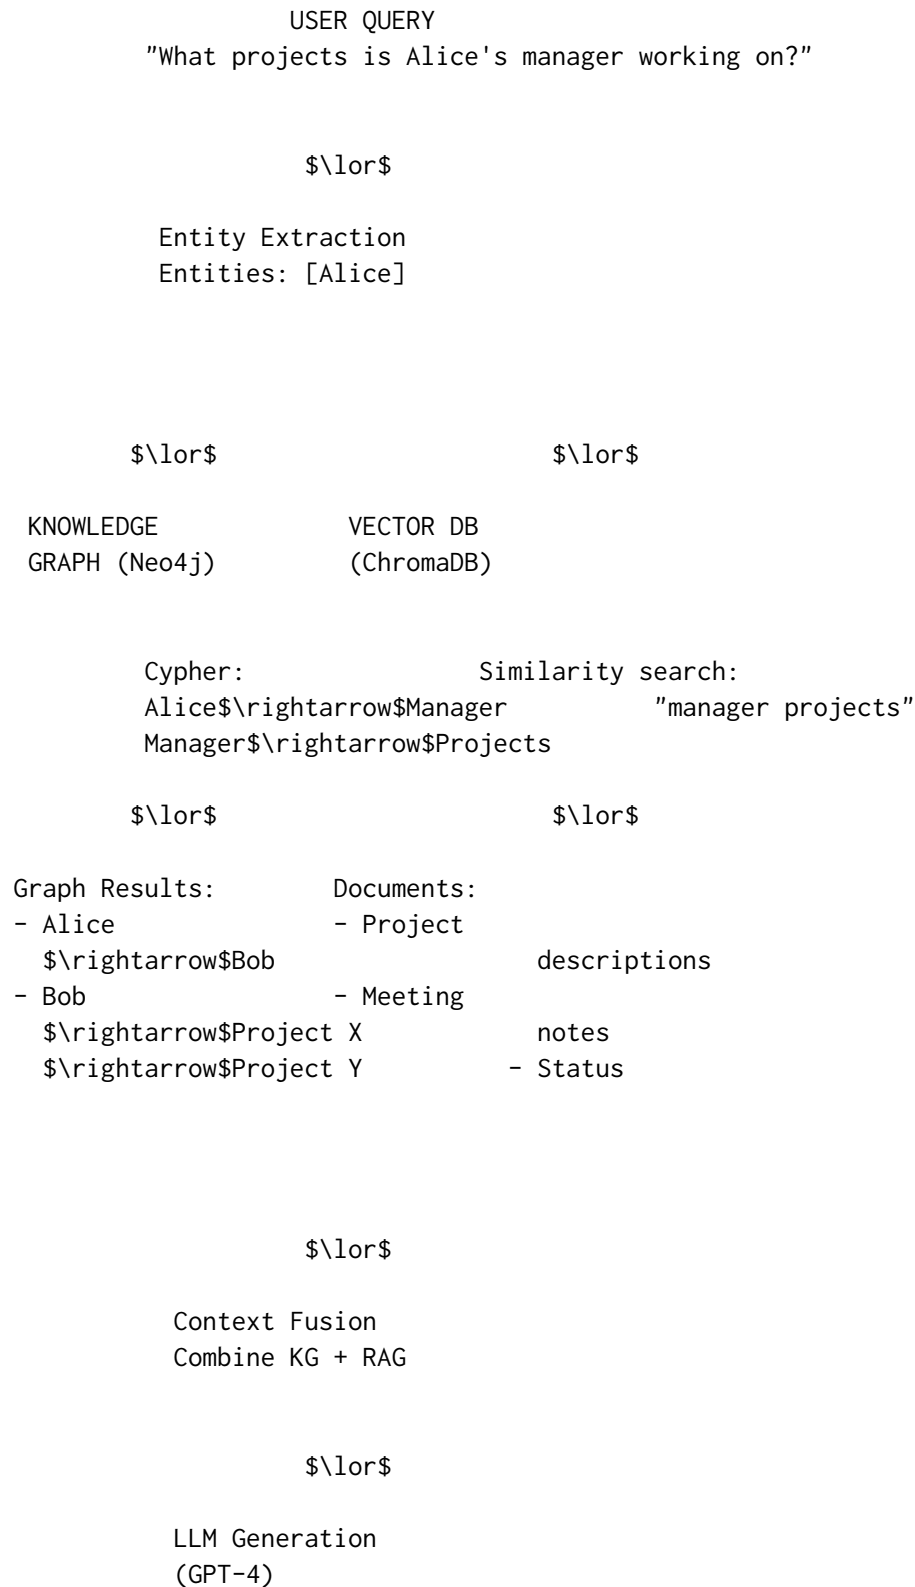 USER QUERY
"What projects is Alice's manager working on?"
$\lor$
Entity Extraction
Entities: [Alice]
$\lor$ $\lor$
KNOWLEDGE VECTOR DB
GRAPH (Neo4j) (ChromaDB)
Cypher: Similarity search:
Alice$\rightarrow$Manager "manager projects"
Manager$\rightarrow$Projects
$\lor$ $\lor$
Graph Results: Documents:
- Alice - Project
$\rightarrow$Bob descriptions
- Bob - Meeting
$\rightarrow$Project X notes
$\rightarrow$Project Y - Status
$\lor$
Context Fusion
Combine KG + RAG
$\lor$
LLM Generation
(GPT-4)